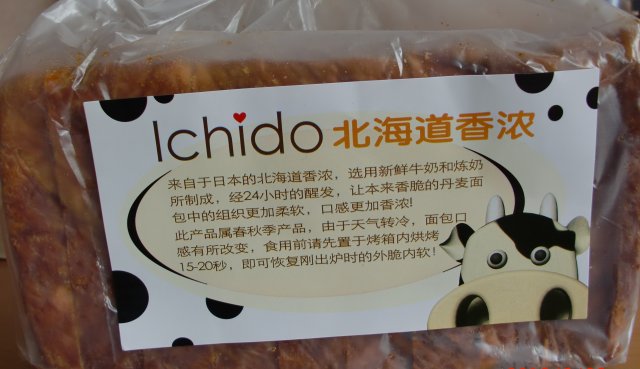 Ichido 北海道香浓
来自于日本的北海道香浓，选用新鲜牛奶和炼奶
所制成，经24小时的醒发，让本来香脆的丹麦面
包中的组织更加柔软，口感更加香浓!
此产品属春秋季产品，由于天气转冷，面包口
感有所改变，食用前请先置于烤箱内烘烤
15-20秒，即可恢复刚出炉时的外脆内软！